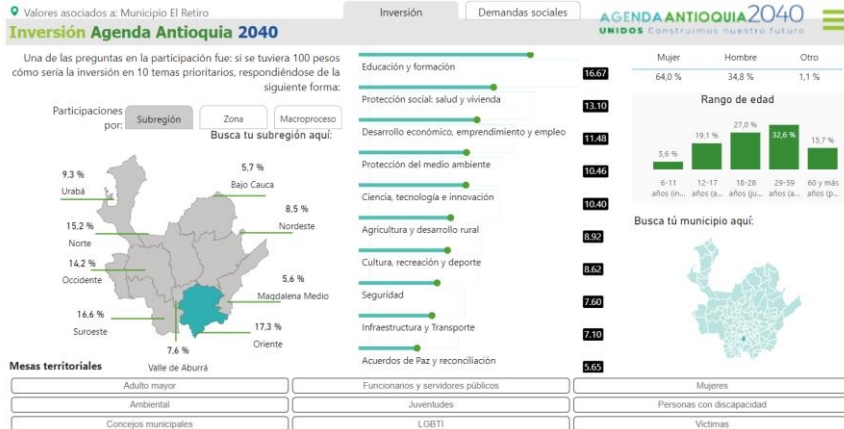 Valores asociados a: Municipio El Retiro
Inversión
Demandas sociales
AGENDA ANTIOQUIA 2040
UNIDOS Construimos nuestro futuro
Inversión Agenda Antioquia 2040
Una de las preguntas en la participación fue: si se tuviera 100 pesos
cómo sería la inversión en 10 temas prioritarios, respondiéndose de la
siguiente forma:
Participaciones
por:
Subregión
Zona
Macroproceso
Busca tu subregión aquí:
9.3 %
Urabá
5,7 %
Bajo Cauca
8,5 %
Nordeste
15,2 %
Norte
14,2 %
Occidente
5,6 %
Magdalena Medio
16.6 %
Suroeste
17,3 %
Oriente
7,6 %
Valle de Aburrá
Educación y formación
16.67
Protección social: salud y vivienda
13.10
Desarrollo económico, emprendimiento y empleo
11.48
Protección del medio ambiente
10.46
Ciencia, tecnología e innovación
10.40
Agricultura y desarrollo rural
8.92
Cultura, recreación y deporte
8.62
Seguridad
7.60
Infraestructura y Transporte
7.10
Acuerdos de Paz y reconciliación
5.65
Mujer
Hombre
Otro
64,0 %
34,8 %
1,1 %
Rango de edad
5,6 %
19,1 %
27,0 %
32,6 %
15,7 %
6-11
años (in...
12-17
años (a...
18-28
años (ju...
29-59
años (a...
60 y más
años (p...
Busca tú municipio aquí:
Mesas territoriales
Adulto mayor
Funcionarios y servidores públicos
Mujeres
Ambiental
Juventudes
Personas con discapacidad
Concejos municipales
LGBTI
Victimas